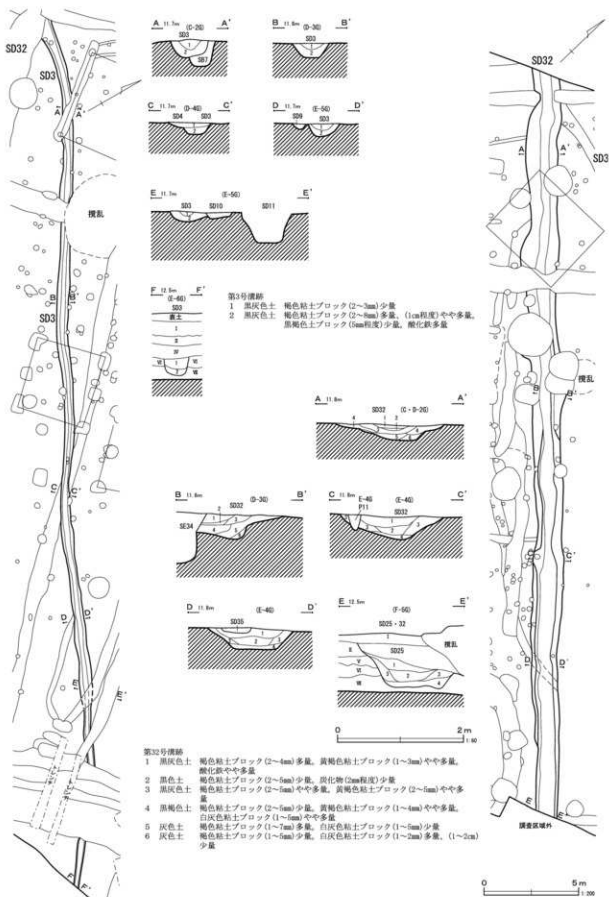 SD32
SD3
A A'
撹乱
B B'
SD3
C C'
D D'
E E'
F F'
A 11.7m (C-2G) A'
SD3
1
2
SB7
B 11.8m (D-3G) B'
SD3
1
2
C 11.7m (D-4G) C'
SD4 SD3
D 11.7m (E-5G) D'
SD9 SD3
E 11.7m (E-5G) E'
SD3 SD10 SD11
F 12.5m (E-6G) F'
SD3
表土
Ⅰ
Ⅱ
Ⅳ
Ⅵ 1 Ⅵ
Ⅶ 2 Ⅶ
第3号溝跡
1 黒灰色土 褐色粘土ブロック(2~3mm)少量
2 黒灰色土 褐色粘土ブロック(2~8mm)多量、(1cm程度)やや多量、
黒褐色土ブロック(5mm程度)少量、酸化鉄多量
A 11.8m A'
SD32 (C・D-2G)
B 11.8m (D-3G) B'
SD32
SE34
C 11.8m E-4G (E-4G) C'
P11 SD32
D 11.8m (E-4G) D'
SD35
E 12.5m (F-5G) E'
SD25・32
撹乱
SD25
Ⅱ
Ⅴ
Ⅵ
Ⅶ
0 2m
1:60
第32号溝跡
1 黒灰色土 褐色粘土ブロック(2~4mm)多量、黄褐色粘土ブロック(1~3mm)やや多量、
酸化鉄やや多量
2 黒色土 褐色粘土ブロック(2~5mm)少量、炭化物(2mm程度)少量
3 黒灰色土 褐色粘土ブロック(2~5mm)やや多量、黄褐色粘土ブロック(2~5mm)やや多
量
4 黒褐色土 褐色粘土ブロック(2~5mm)少量、黄褐色粘土ブロック(1~4mm)やや多量、
白灰色粘土ブロック(1~5mm)やや多量
5 灰色土 褐色粘土ブロック(1~7mm)多量、白灰色粘土ブロック(1~5mm)少量
6 灰色土 褐色粘土ブロック(1~5mm)少量、白灰色粘土ブロック(1~2mm)多量、(1~2cm)
少量
SD32
A A'
B B'
撹乱
C C'
D D'
E E'
調査区域外
0 5m
1:200